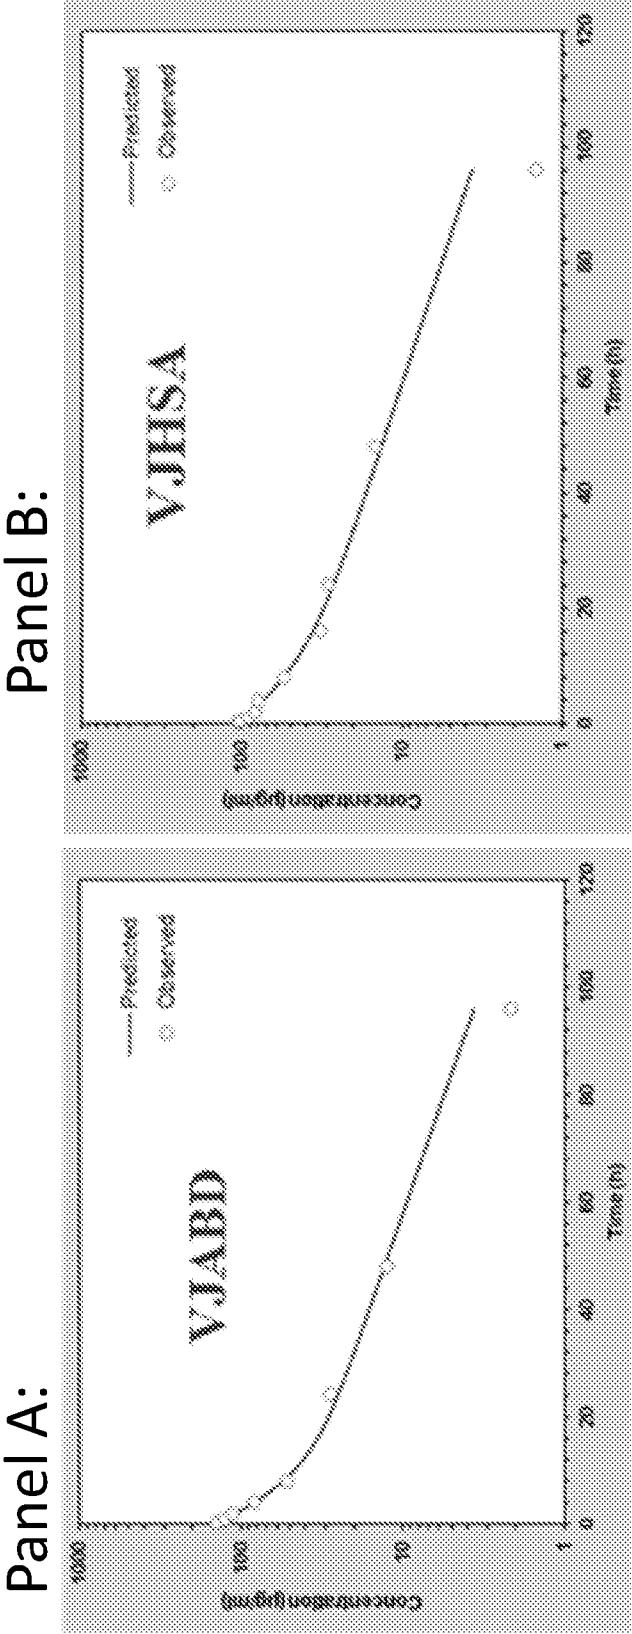 Panel A:
VJABD
Predicted
Observed
1000
100
10
1
Concentration (µg/ml)
0
20
40
60
80
100
120
Time (h)
Panel B:
VJHSA
Predicted
Observed
1000
100
10
1
Concentration (µg/ml)
0
20
40
60
80
100
120
Time (h)